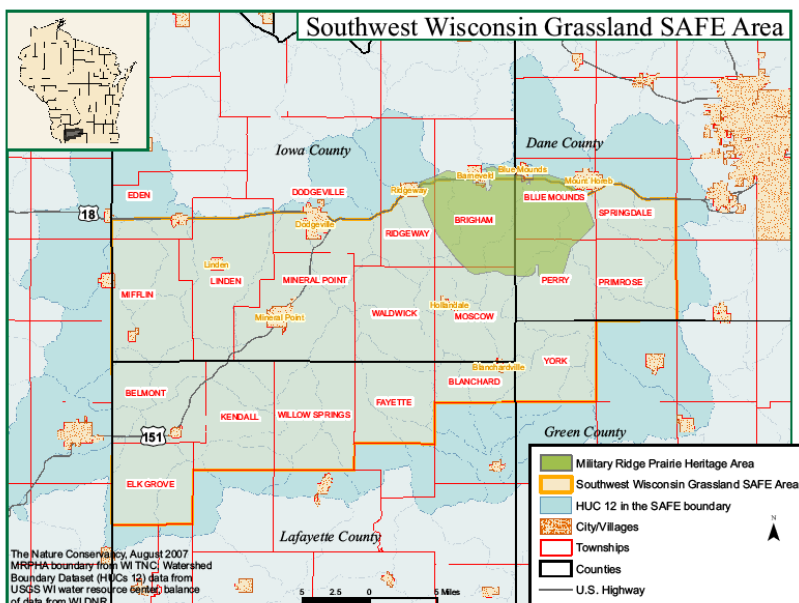 Southwest Wisconsin Grassland SAFE Area
Iowa County
Dane County
EDEN
DODGEVILLE
Ridgeway
Barneveld
Blue Mounds
Mount Horeb
BLUE MOUNDS
SPRINGDALE
18
Dodgeville
RIDGEWAY
BRIGHAM
Linden
LINDEN
MINERAL POINT
MIFFLIN
PERRY
PRIMROSE
Mineral Point
WALDWICK
Hollandale
MOSCOW
YORK
Blanchardville
BLANCHARD
BELMONT
KENDALL
WILLOW SPRINGS
FAYETTE
151
Green County
ELK GROVE
Lafayette County
Military Ridge Prairie Heritage Area
Southwest Wisconsin Grassland SAFE Area
HUC 12 in the SAFE boundary
City/Villages
Townships
Counties
U.S. Highway
N
The Nature Conservancy, August 2007
MRPHA boundary from WI TNC, Watershed
Boundary Dataset (HUCs 12) data from
USGS WI water resource center, balance
of data from WI DNR
5 2.5 0 5 Miles